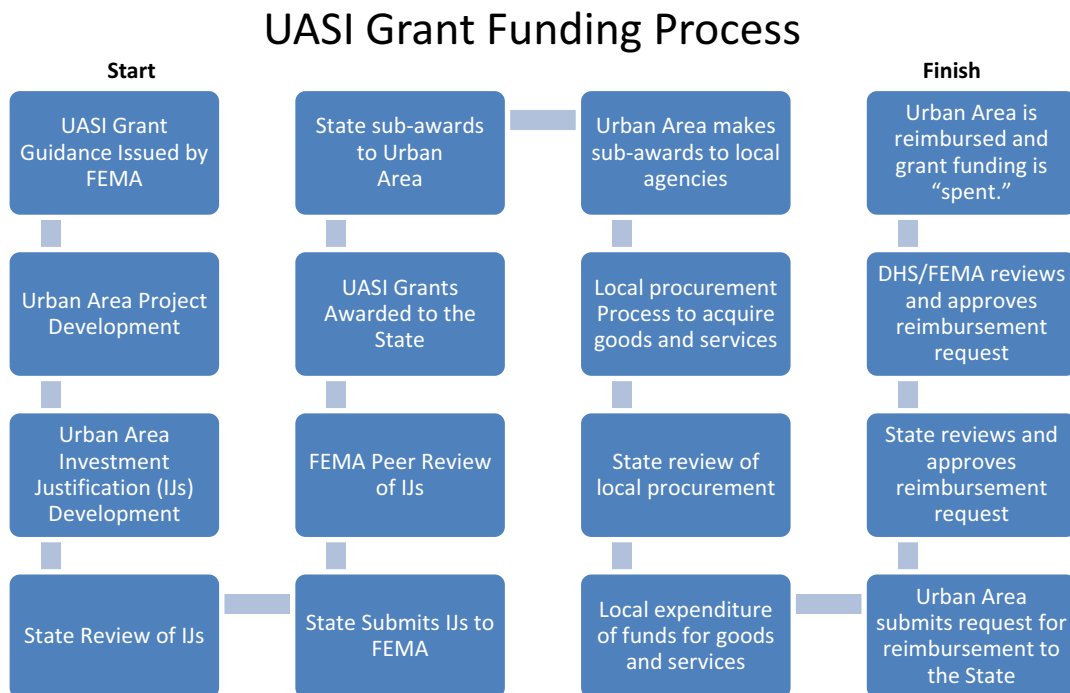 UASI Grant Funding Process
Start
Finish
UASI Grant
Guidance Issued by
FEMA
Urban Area Project
Development
Urban Area
Investment
Justification (IJs)
Development
State Review of IJs
State Submits IJs to
FEMA
FEMA Peer Review
of IJs
UASI Grants
Awarded to the
State
State sub-awards
to Urban
Area
Urban Area makes
sub-awards to local
agencies
Local procurement
Process to acquire
goods and services
State review of
local procurement
Local expenditure
of funds for goods
and services
Urban Area
submits request for
reimbursement to
the State
State reviews and
approves
reimbursement
request
DHS/FEMA reviews
and approves
reimbursement
request
Urban Area is
reimbursed and
grant funding is
“spent.”